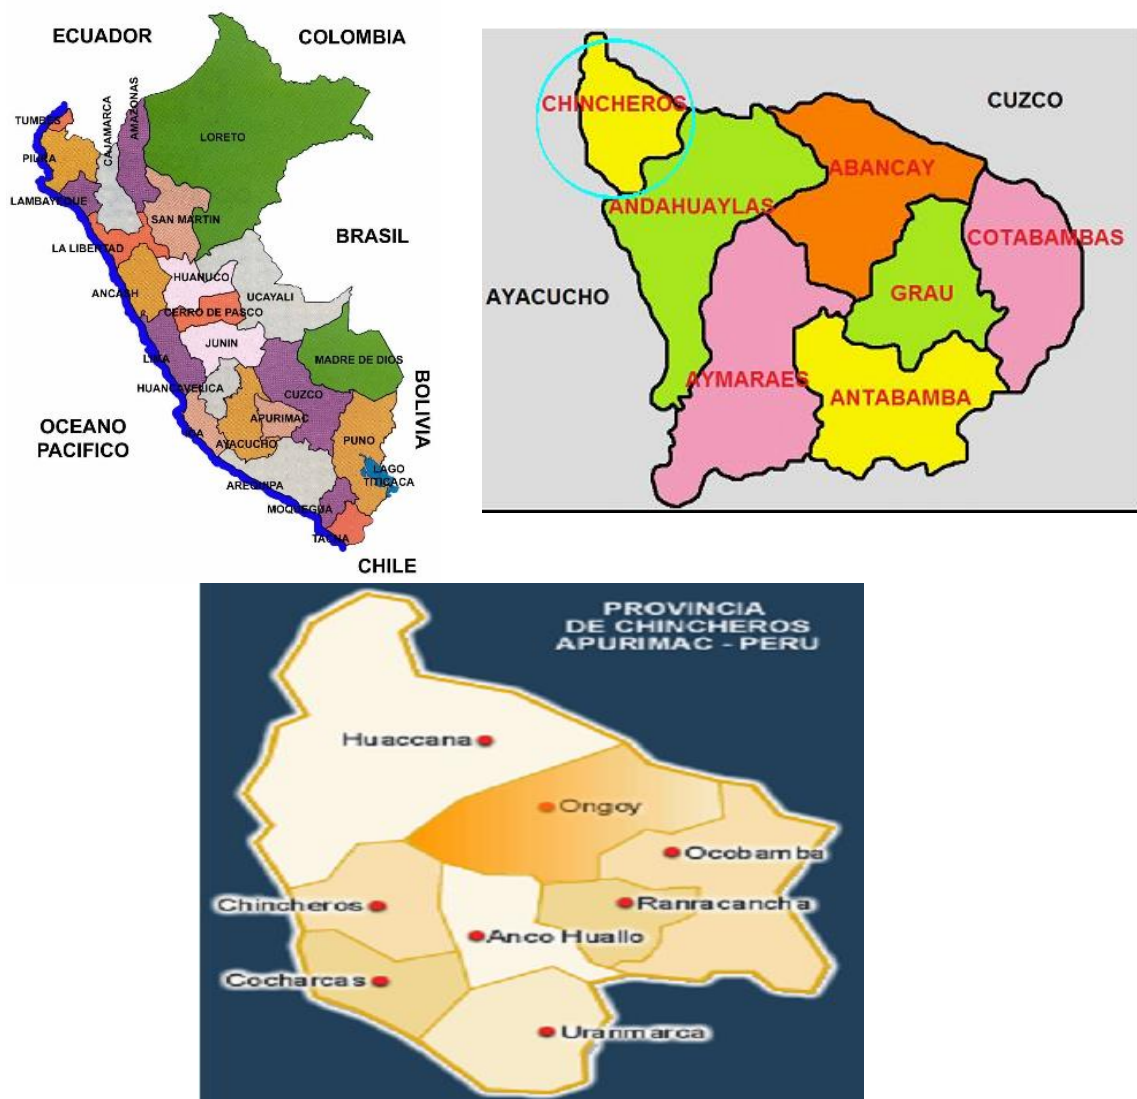 ECUADOR
COLOMBIA
TUMBES
CAJAMARCA
AMAZONAS
LORETO
PIURA
LAMBAYEQUE
SAN MARTIN
LA LIBERTAD
BRASIL
HUANUCO
ANCASH
UCAYALI
CERRO DE PASCO
JUNIN
LIMA
MADRE DE DIOS
HUANCAVELICA
CUZCO
BOLIVIA
OCEANO
PACIFICO
ICA
APURIMAC
AYACUCHO
PUNO
LAGO
TITICACA
AREQUIPA
MOQUEGUA
TACNA
CHILE
CHINCHEROS
CUZCO
ABANCAY
ANDAHUAYLAS
COTABAMBAS
AYACUCHO
GRAU
AYMARAES
ANTABAMBA
PROVINCIA
DE CHINCHEROS
APURIMAC - PERU
Huaccana
Ongoy
Ocobamba
Chincheros
Ranracancha
Anco Huallo
Cocharcas
Uranmarca